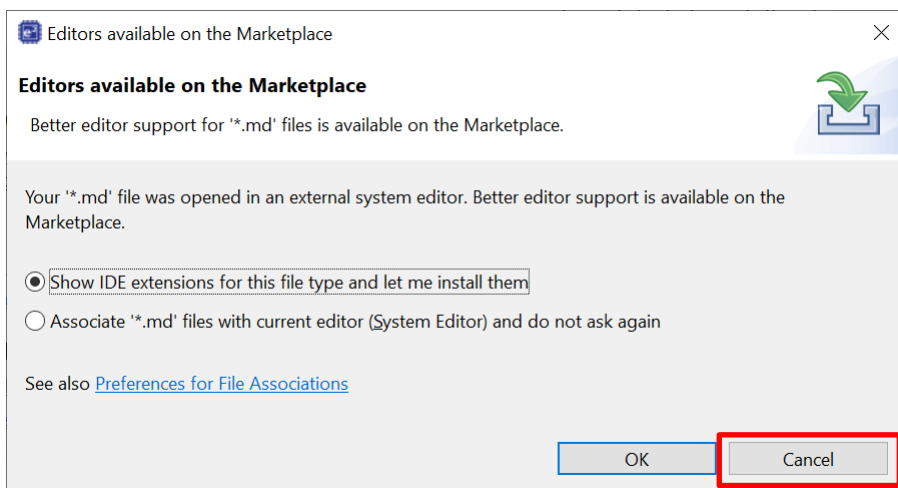 Editors available on the Marketplace
Editors available on the Marketplace
Better editor support for '*.md' files is available on the Marketplace.
Your '*.md' file was opened in an external system editor. Better editor support is available on the
Marketplace.
Show IDE extensions for this file type and let me install them
Associate '*.md' files with current editor (System Editor) and do not ask again
See also Preferences for File Associations
OK
Cancel